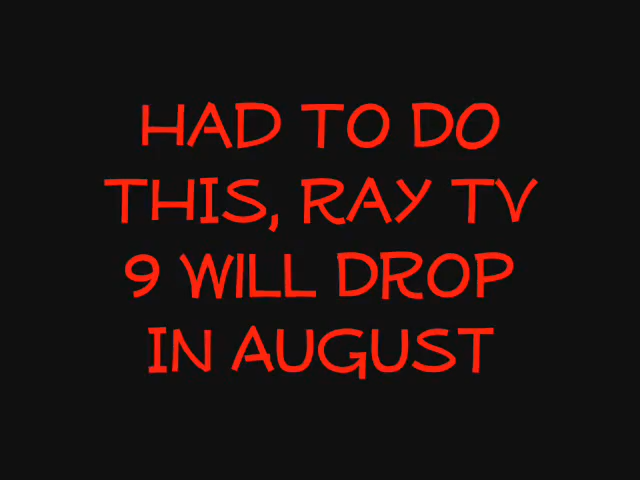 HAD TO DO
THIS, RAY TV
9 WILL DROP
IN AUGUST